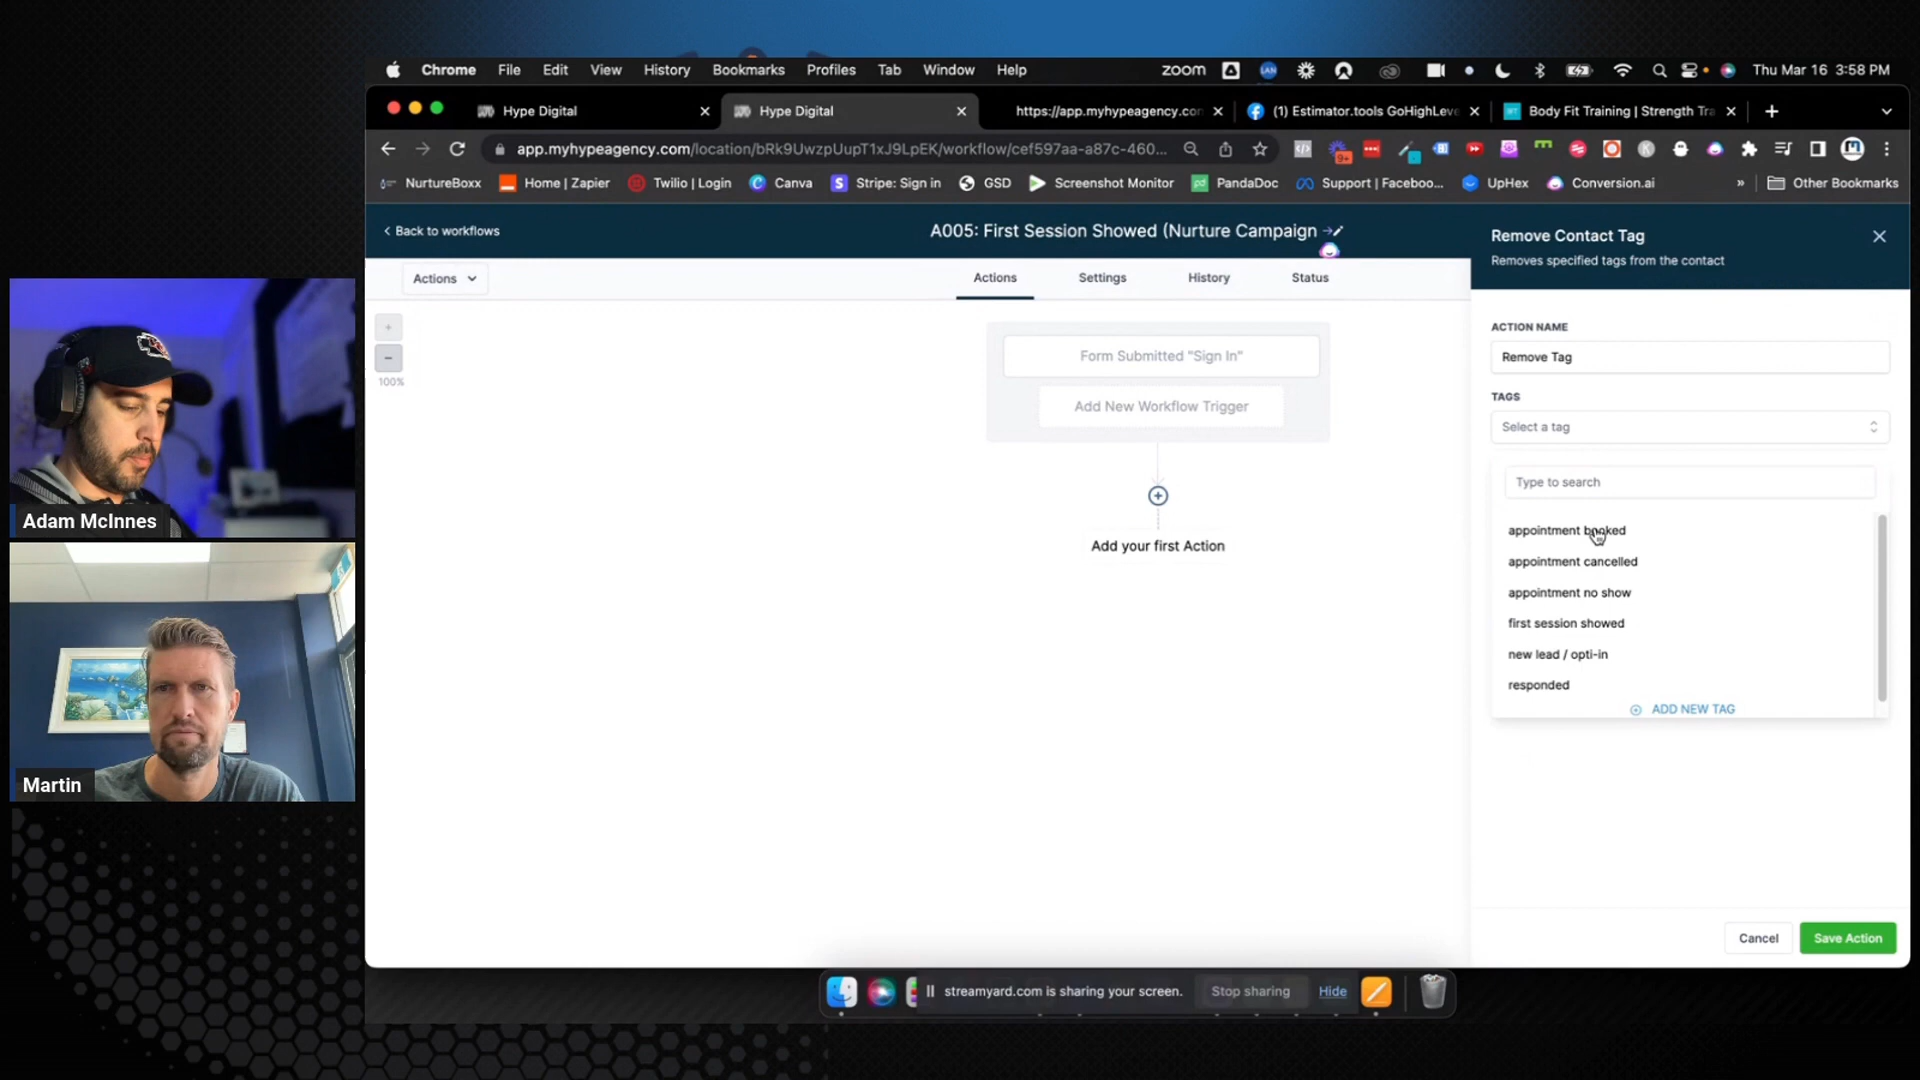 Chrome File Edit View History Bookmarks Profiles Tab Window Help zoom LAN Thu Mar 16 3:58 PM
Hype Digital Hype Digital https://app.myhypeagency.con (1) Estimator.tools GoHighLeve Body Fit Training | Strength Tra
app.myhypeagency.com/location/bRk9UwzpUupT1xJ9LpEK/workflow/cef597aa-a87c-460... 9+
NurtureBoxx Home | Zapier Twilio | Login Canva Stripe: Sign in GSD Screenshot Monitor PandaDoc Support | Faceboo... UpHex Conversion.ai » Other Bookmarks
Back to workflows
A005: First Session Showed (Nurture Campaign
Actions
Actions Settings History Status
100%
Form Submitted "Sign In"
Add New Workflow Trigger
Add your first Action
Remove Contact Tag
Removes specified tags from the contact
ACTION NAME
Remove Tag
TAGS
Select a tag
Type to search
appointment booked
appointment cancelled
appointment no show
first session showed
new lead / opti-in
responded
ADD NEW TAG
Cancel Save Action
Adam McInnes
Martin
streamyard.com is sharing your screen. Stop sharing Hide